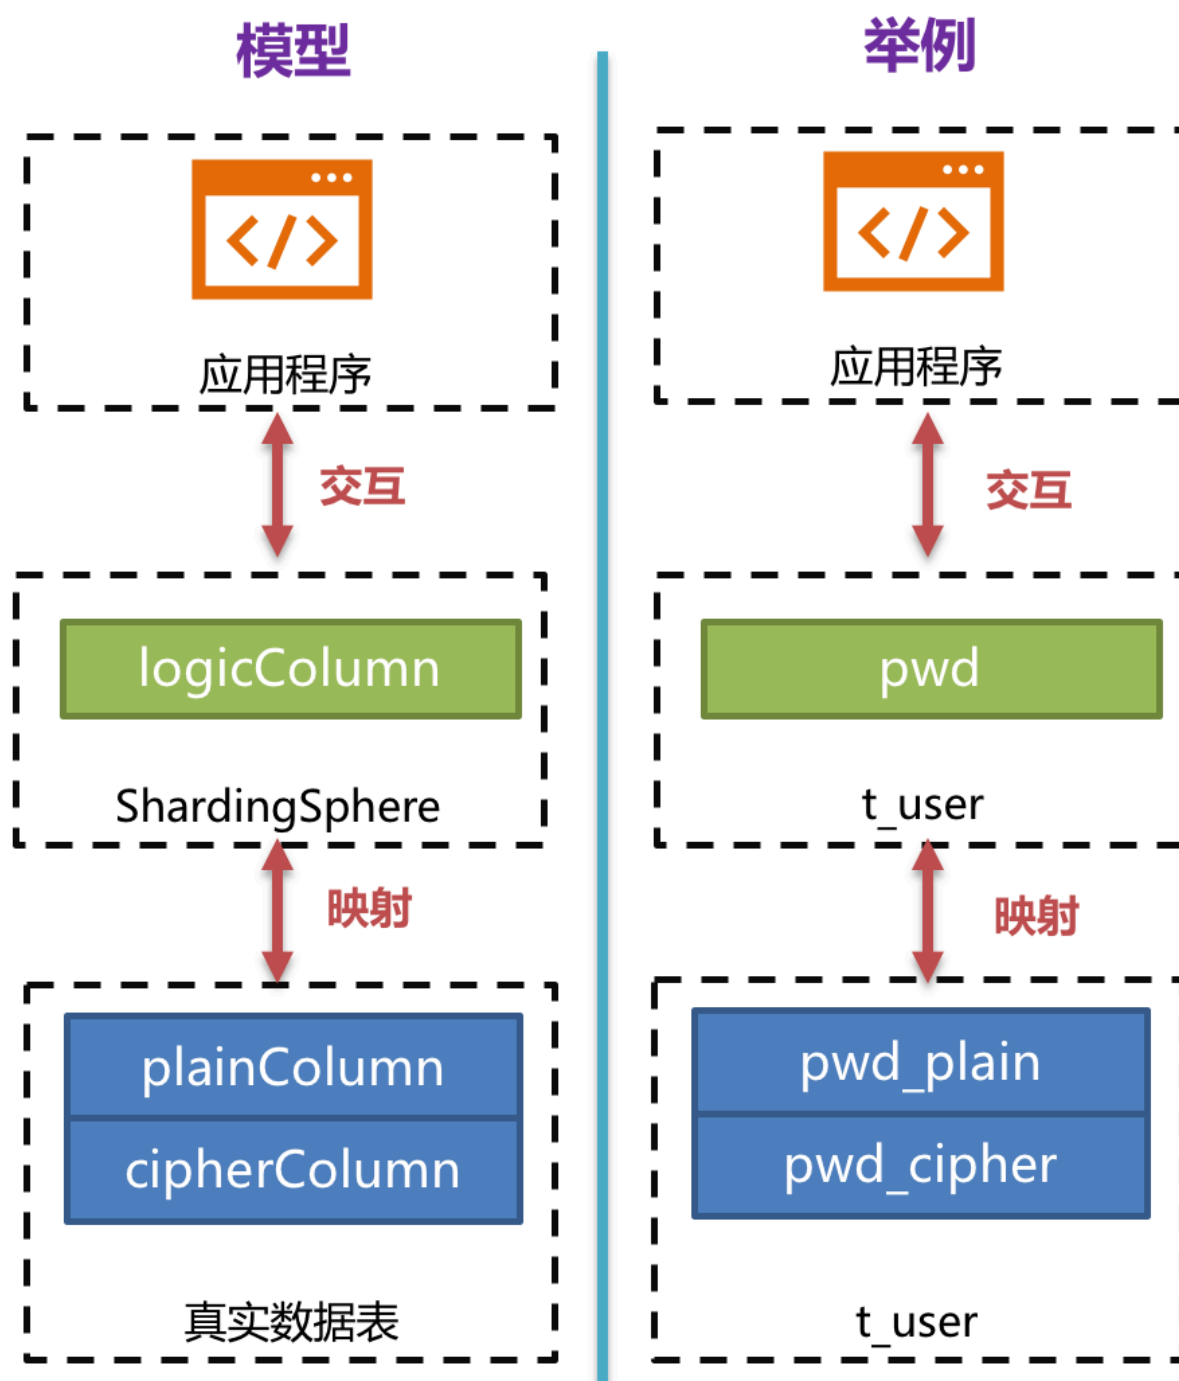 模型
应用程序
交互
logicColumn
ShardingSphere
映射
plainColumn
cipherColumn
真实数据表
举例
应用程序
交互
pwd
t_user
映射
pwd_plain
pwd_cipher
t_user